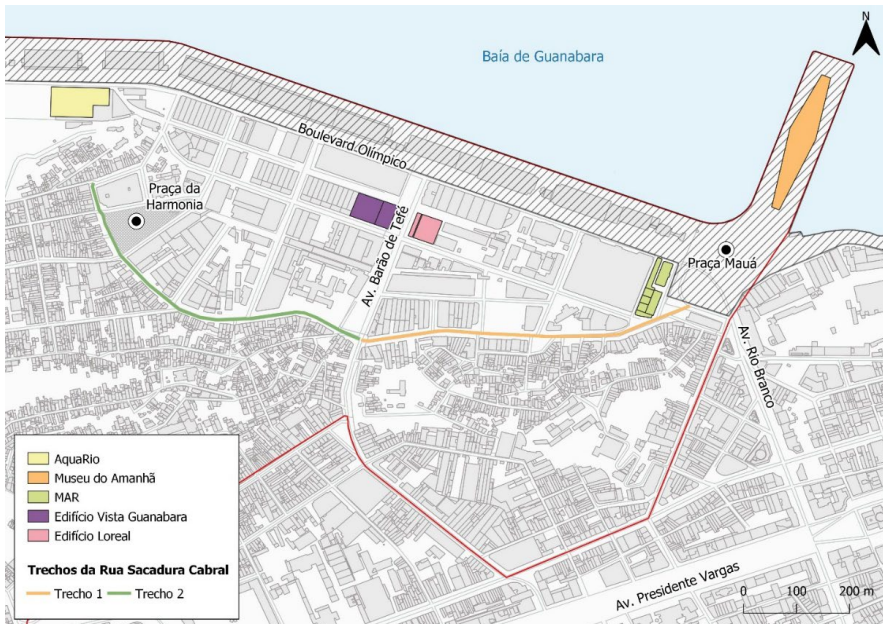 N
Baía de Guanabara
Boulevard Olímpico
Praça da
Harmonia
Av. Barão de Tefé
Praça Mauá
Av. Rio Branco
AquaRio
Museu do Amanhã
MAR
Edifício Vista Guanabara
Edifício Loreal
Trechos da Rua Sacadura Cabral
Trecho 1 Trecho 2
Av. Presidente Vargas
0 100 200 m